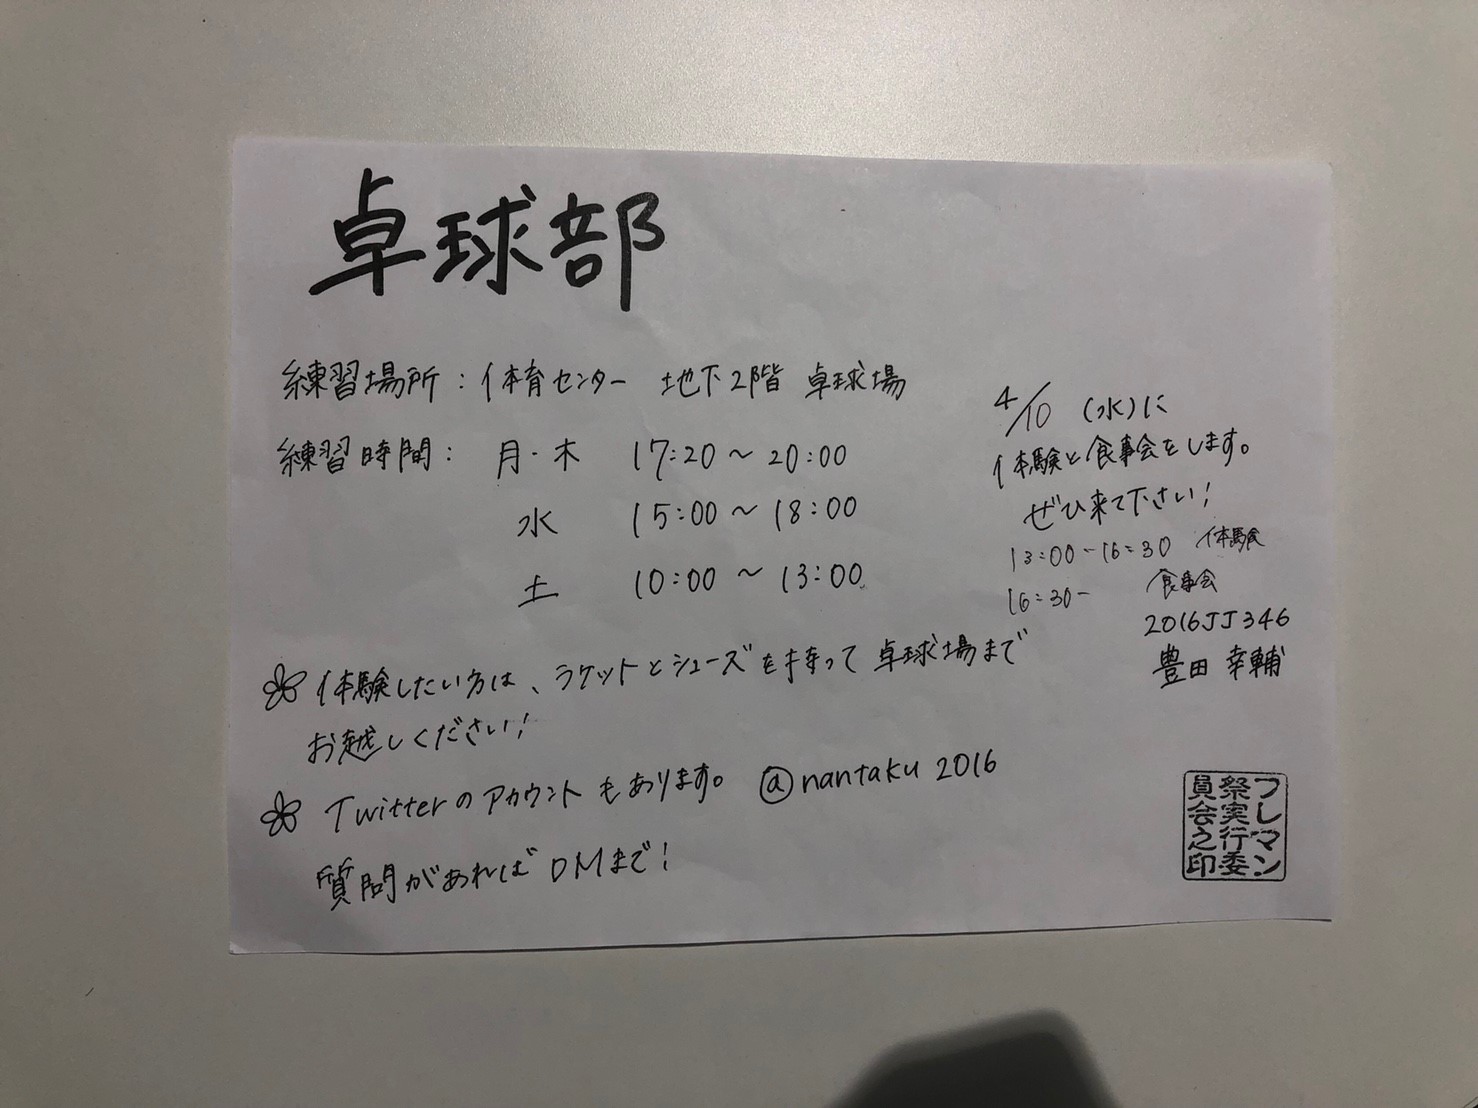 卓球部
練習場所：体育センター 地下2階 卓球場
練習時間： 月・木 17:20～20:00
水 15:00～18:00
土 10:00～13:00
4/10 (水)に
体験と食事会をします。
ぜひ来て下さい！
13:00-16:30 体験
16:30- 食事会
2016JJ346
豊田 幸輔
体験したい方は、ラケットとシューズを持って卓球場まで
お越しください！
Twitterのアカウントもあります。 @nantaku 2016
質問があればDMまで！
フレマン
祭実行委
員会之印